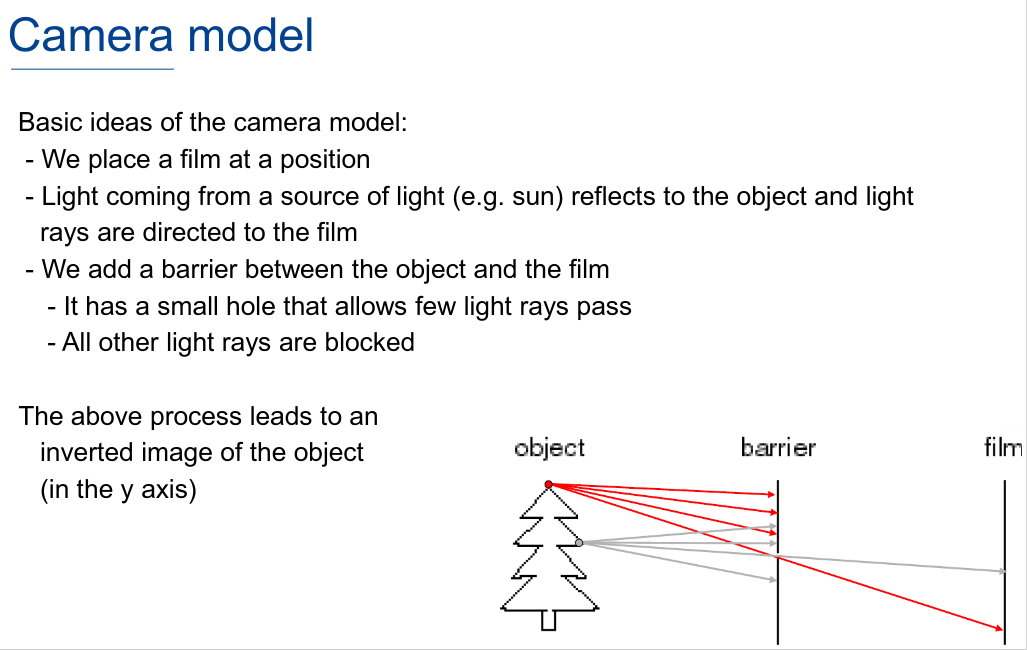 Camera model
Basic ideas of the camera model:
- We place a film at a position
- Light coming from a source of light (e.g. sun) reflects to the object and light
rays are directed to the film
- We add a barrier between the object and the film
- It has a small hole that allows few light rays pass
- All other light rays are blocked
The above process leads to an
inverted image of the object
(in the y axis)
object barrier film